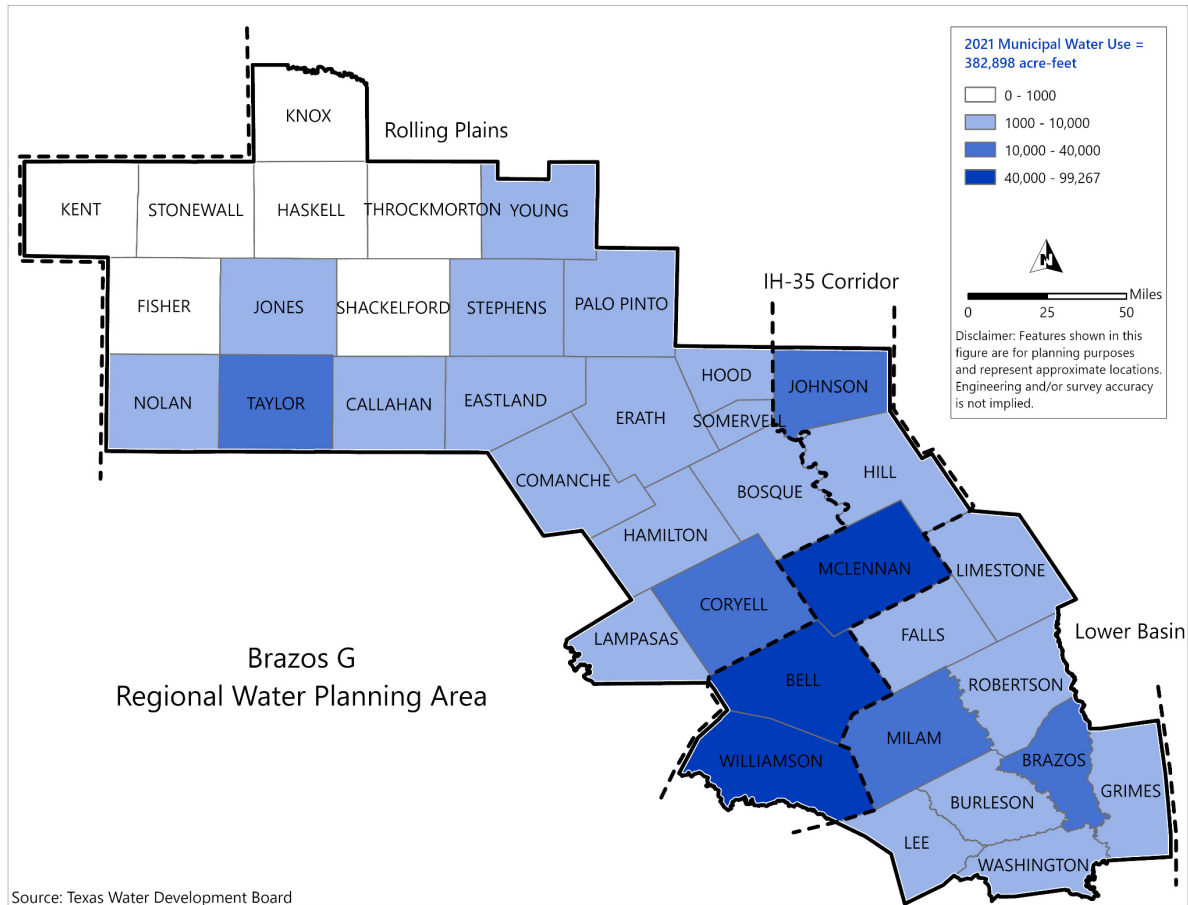 2021 Municipal Water Use =
382,898 acre-feet
0 - 1000
1000 - 10,000
10,000 - 40,000
40,000 - 99,267
N
Miles
0 25 50
Disclaimer: Features shown in this
figure are for planning purposes
and represent approximate locations.
Engineering and/or survey accuracy
is not implied.
KNOX
Rolling Plains
KENT
STONEWALL
HASKELL
THROCKMORTON
YOUNG
FISHER
JONES
SHACKELFORD
STEPHENS
PALO PINTO
IH-35 Corridor
NOLAN
TAYLOR
CALLAHAN
EASTLAND
ERATH
HOOD
SOMERVELL
JOHNSON
COMANCHE
BOSQUE
HILL
HAMILTON
MCLENNAN
LIMESTONE
CORYELL
LAMPASAS
FALLS
Lower Basin
BELL
ROBERTSON
MILAM
WILLIAMSON
BRAZOS
GRIMES
BURLESON
LEE
WASHINGTON
Brazos G
Regional Water Planning Area
Source: Texas Water Development Board